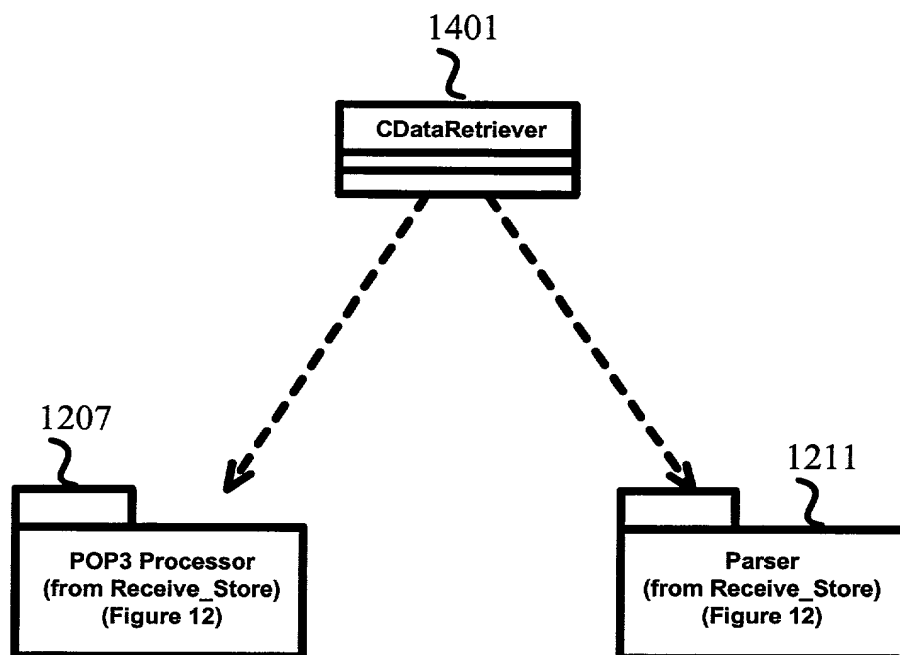 1401
CDataRetriever
1207
POP3 Processor
(from Receive_Store)
(Figure 12)
1211
Parser
(from Receive_Store)
(Figure 12)